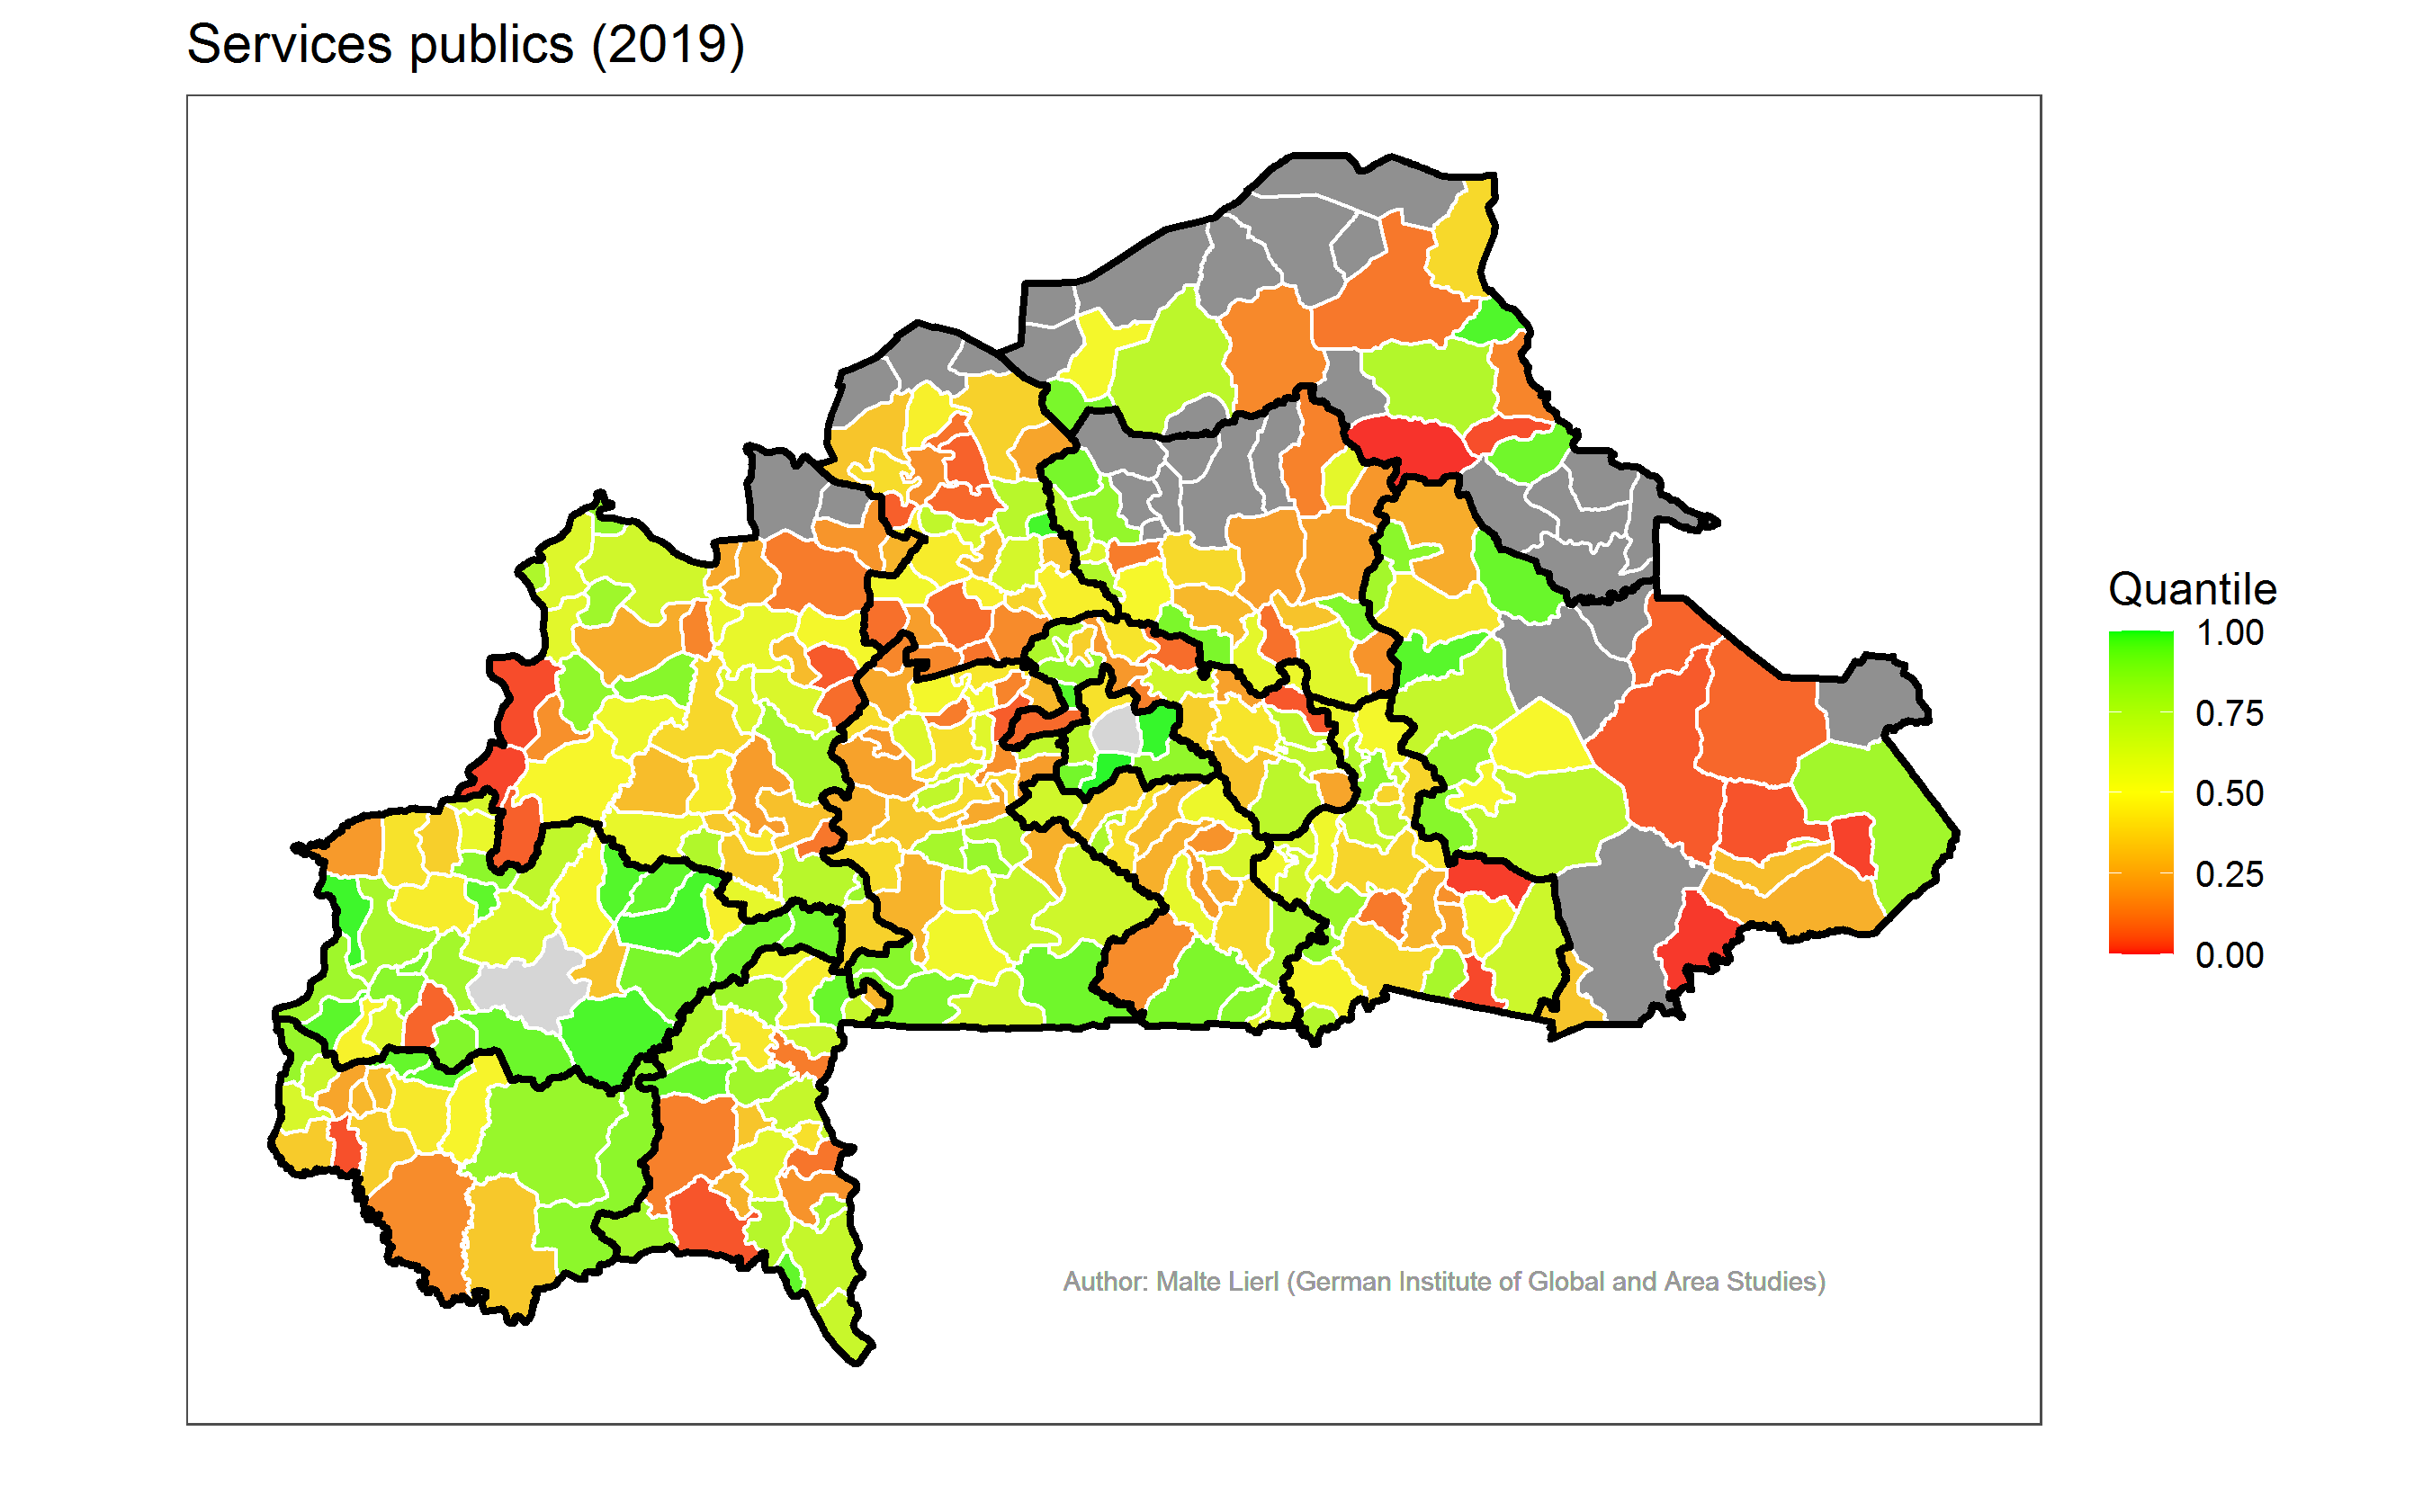 Services publics (2019)
Quantile
1.00
0.75
0.50
0.25
0.00
Author: Malte Lierl (German Institute of Global and Area Studies)